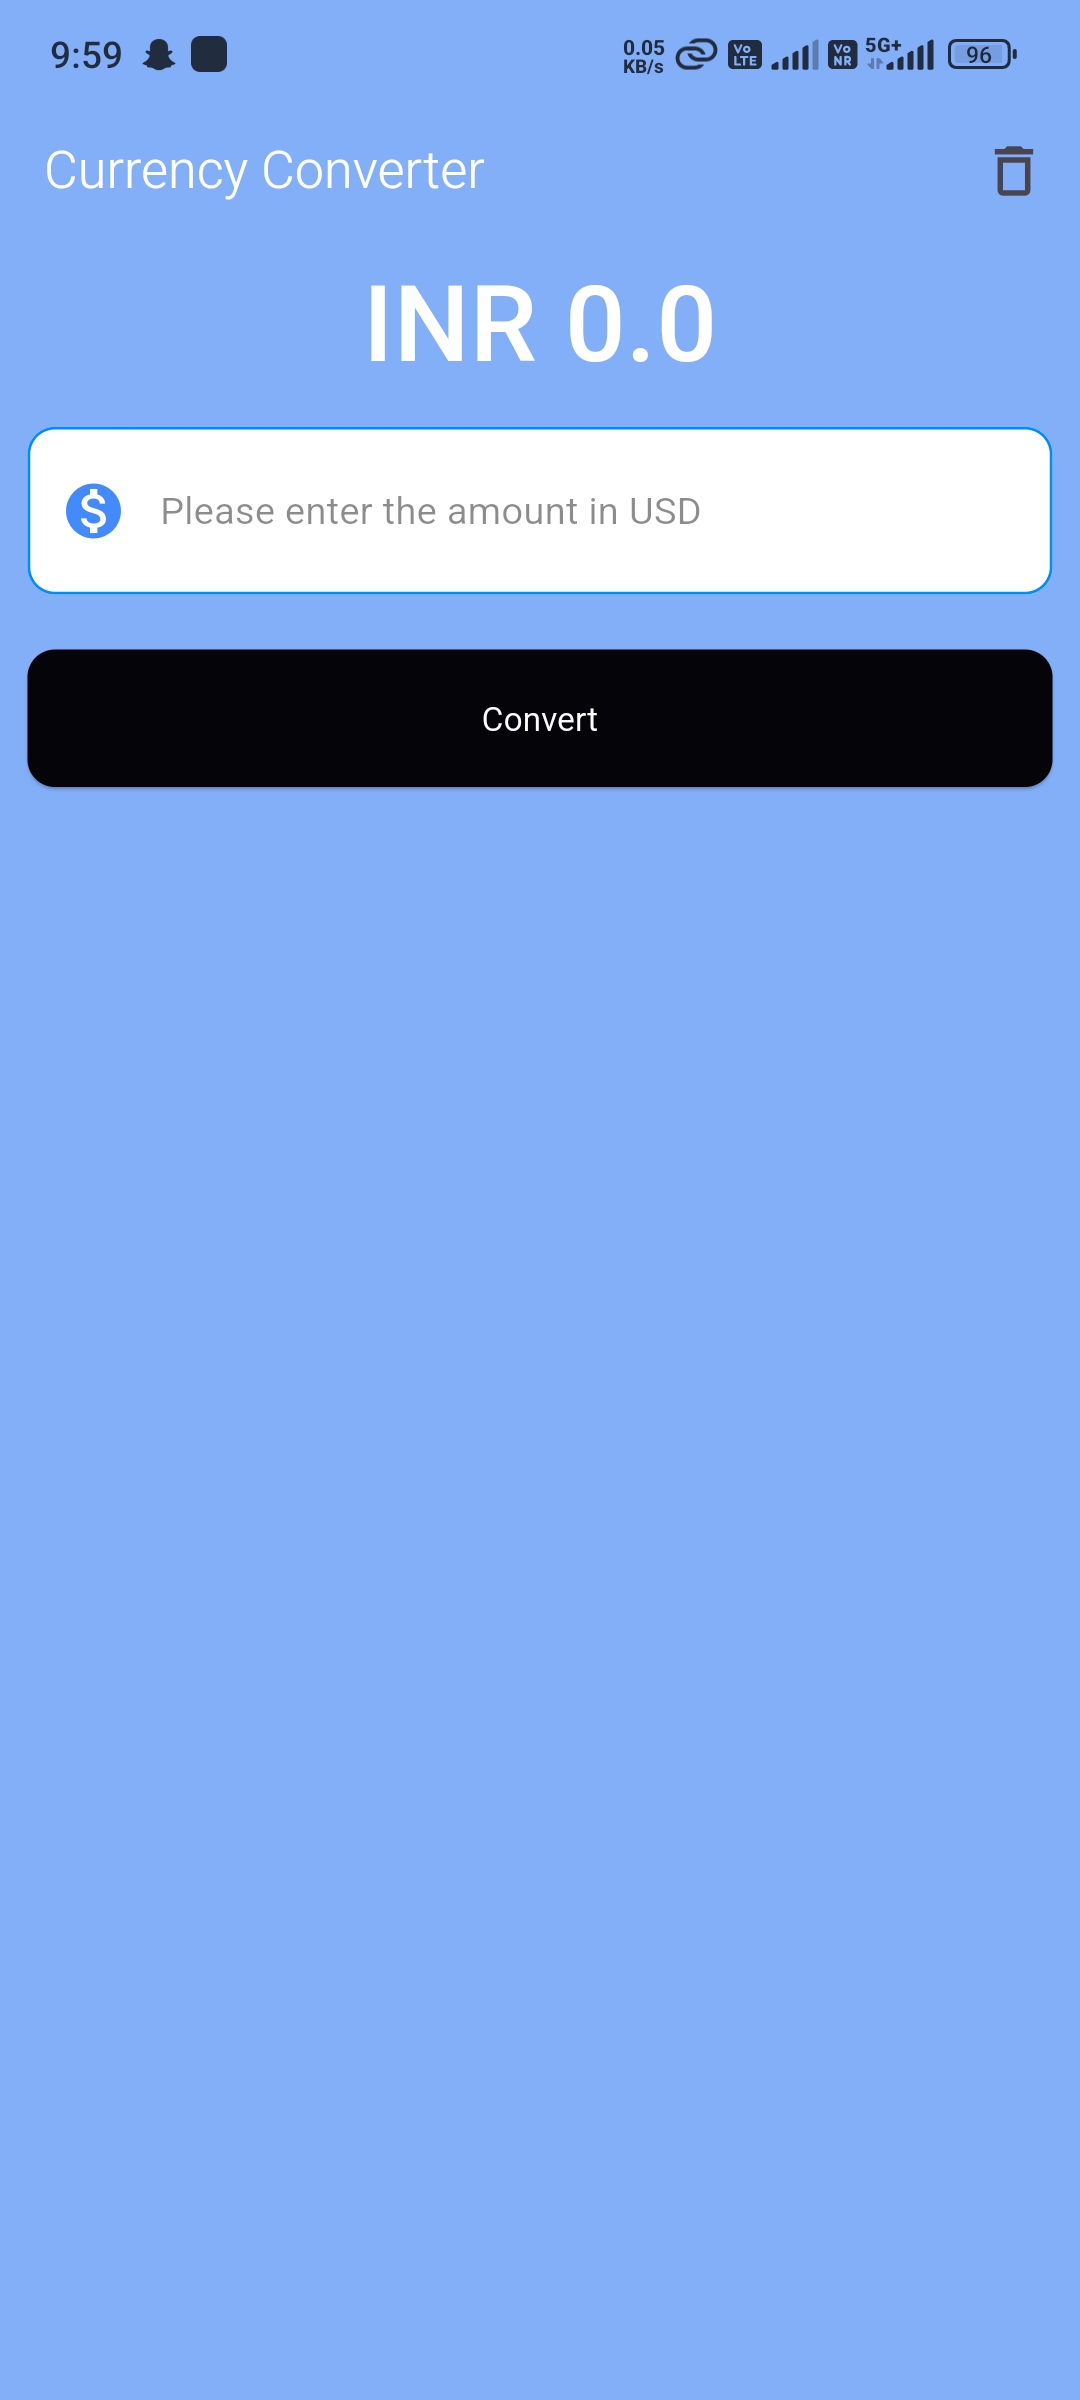 9:59 0.05 KB/s Vo LTE Vo NR 5G+ 96
Currency Converter
INR 0.0
$ Please enter the amount in USD
Convert